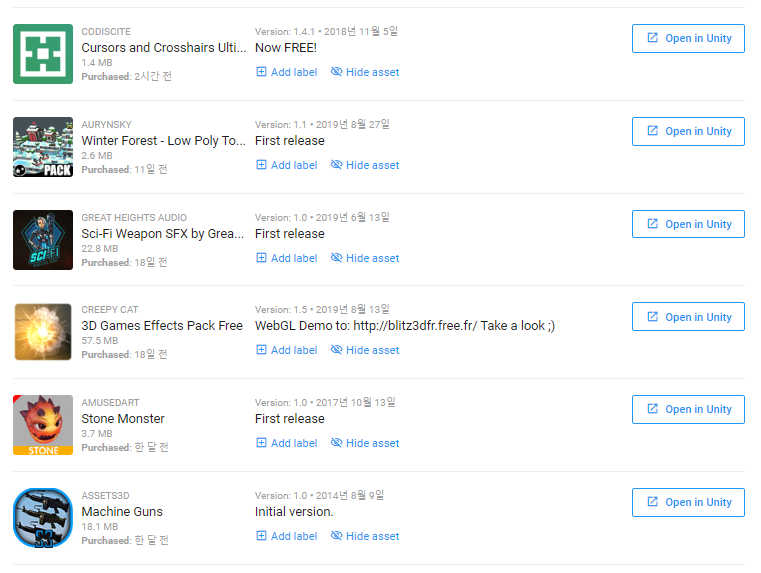 CODISCITE
Cursors and Crosshairs Ulti...
1.4 MB
Purchased: 2시간 전
Version: 1.4.1 • 2018년 11월 5일
Now FREE!
Add label Hide asset
Open in Unity
AURYNSKY
Winter Forest - Low Poly To...
2.6 MB
Purchased: 11일 전
PACK
Version: 1.1 • 2019년 8월 27일
First release
Add label Hide asset
Open in Unity
GREAT HEIGHTS AUDIO
Sci-Fi Weapon SFX by Grea...
22.8 MB
Purchased: 18일 전
SCI-FI
Version: 1.0 • 2019년 6월 13일
First release
Add label Hide asset
Open in Unity
CREEPY CAT
3D Games Effects Pack Free
57.5 MB
Purchased: 18일 전
Version: 1.5 • 2019년 8월 13일
WebGL Demo to: http://blitz3dfr.free.fr/ Take a look ;)
Add label Hide asset
Open in Unity
AMUSEDART
Stone Monster
3.7 MB
Purchased: 한 달 전
STONE
Version: 1.0 • 2017년 10월 13일
First release
Add label Hide asset
Open in Unity
ASSETS3D
Machine Guns
18.1 MB
Purchased: 한 달 전
Version: 1.0 • 2014년 8월 9일
Initial version.
Add label Hide asset
Open in Unity